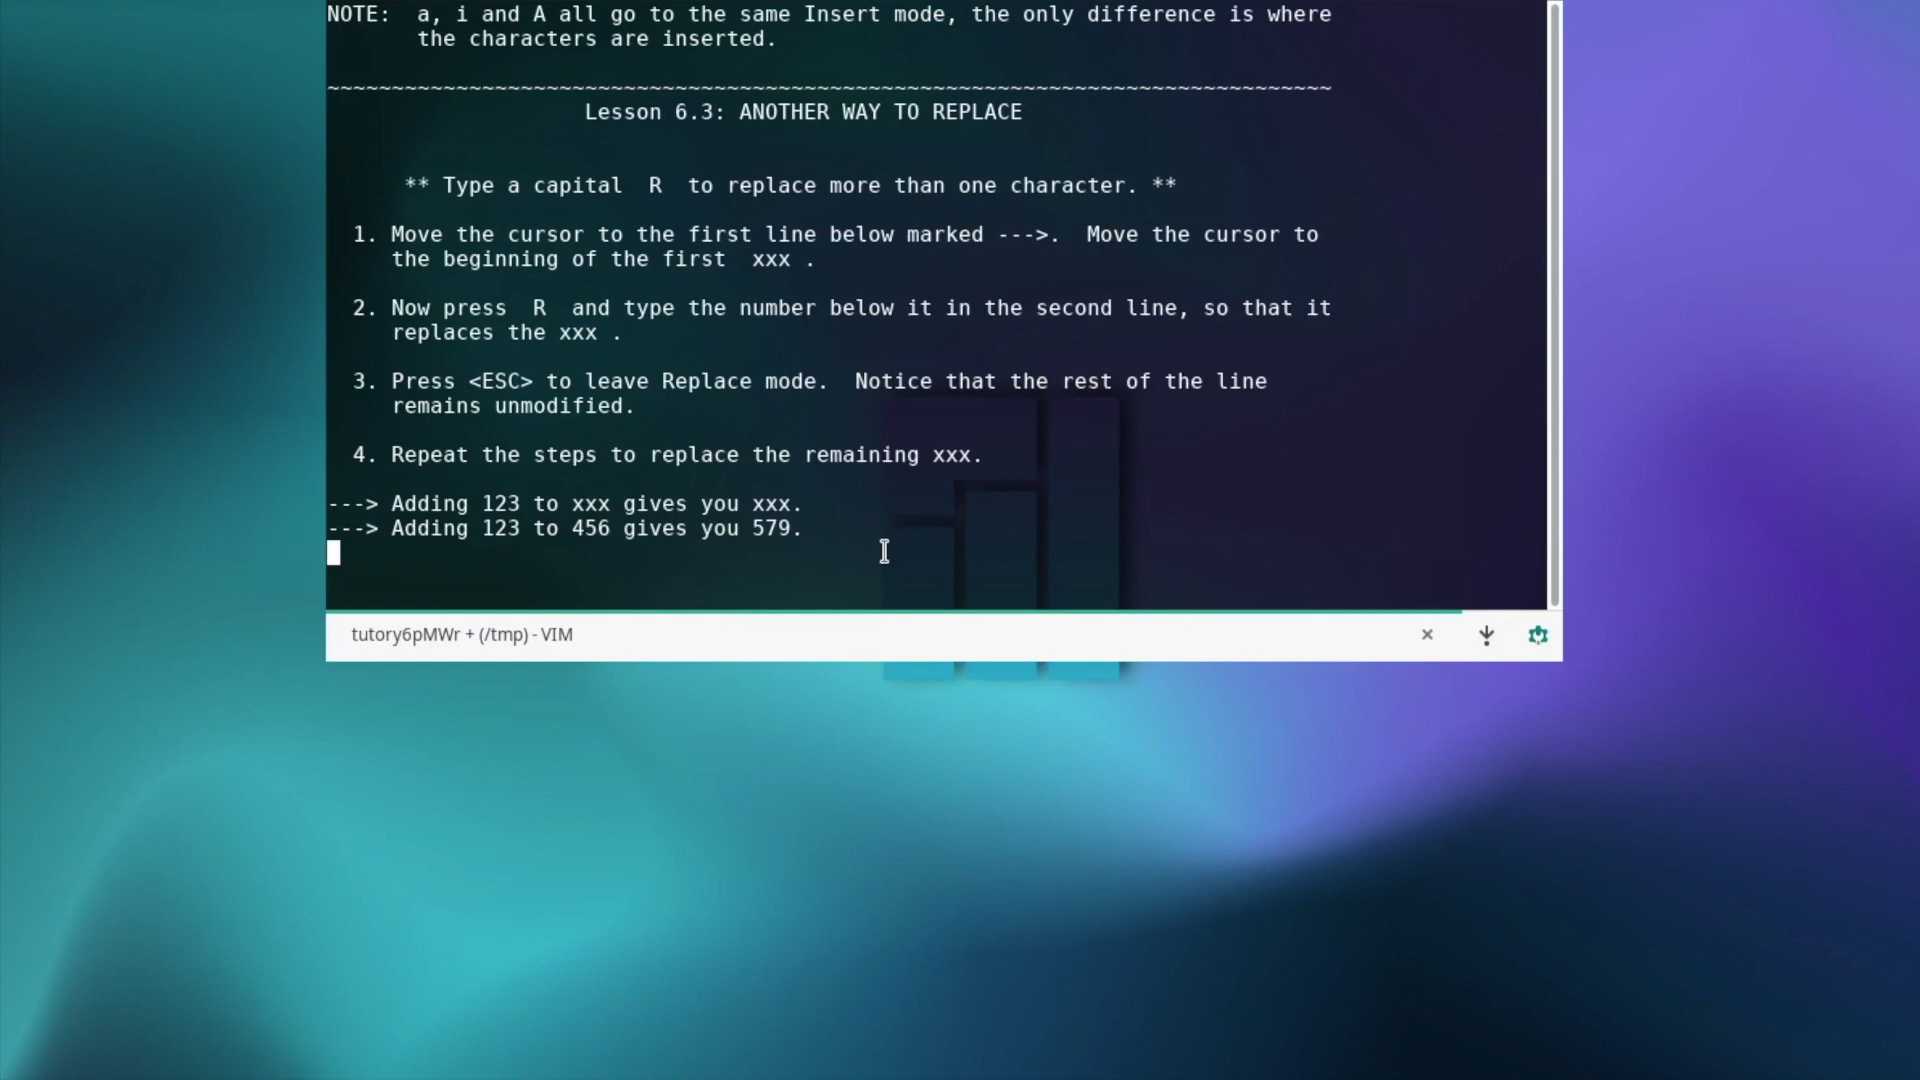 NOTE:  a, i and A all go to the same Insert mode, the only difference is where
the characters are inserted.
~~~~~~~~~~~~~~~~~~~~~~~~~~~~~~~~~~~~~~~~~~~~~~~~~~~~~~~~~~~~~~~~~~~~~~~~~~~~~~
Lesson 6.3: ANOTHER WAY TO REPLACE
** Type a capital  R  to replace more than one character. **
1. Move the cursor to the first line below marked --->.  Move the cursor to
the beginning of the first  xxx .
2. Now press  R  and type the number below it in the second line, so that it
replaces the xxx .
3. Press <ESC> to leave Replace mode.  Notice that the rest of the line
remains unmodified.
4. Repeat the steps to replace the remaining xxx.
---> Adding 123 to xxx gives you xxx.
---> Adding 123 to 456 gives you 579.
tutory6pMWr + (/tmp) - VIM